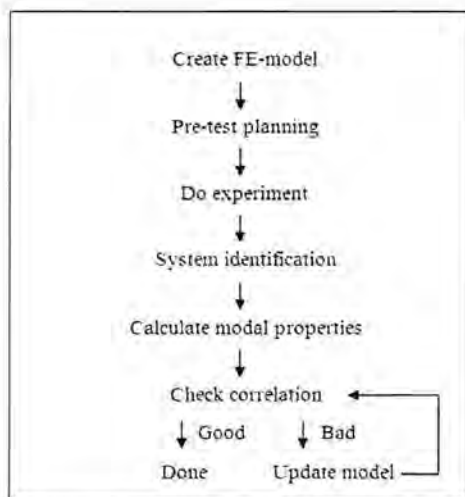 Create FE-model
Pre-test planning
Do experiment
System identification
Calculate modal properties
Check correlation
Good Bad
Done Update model